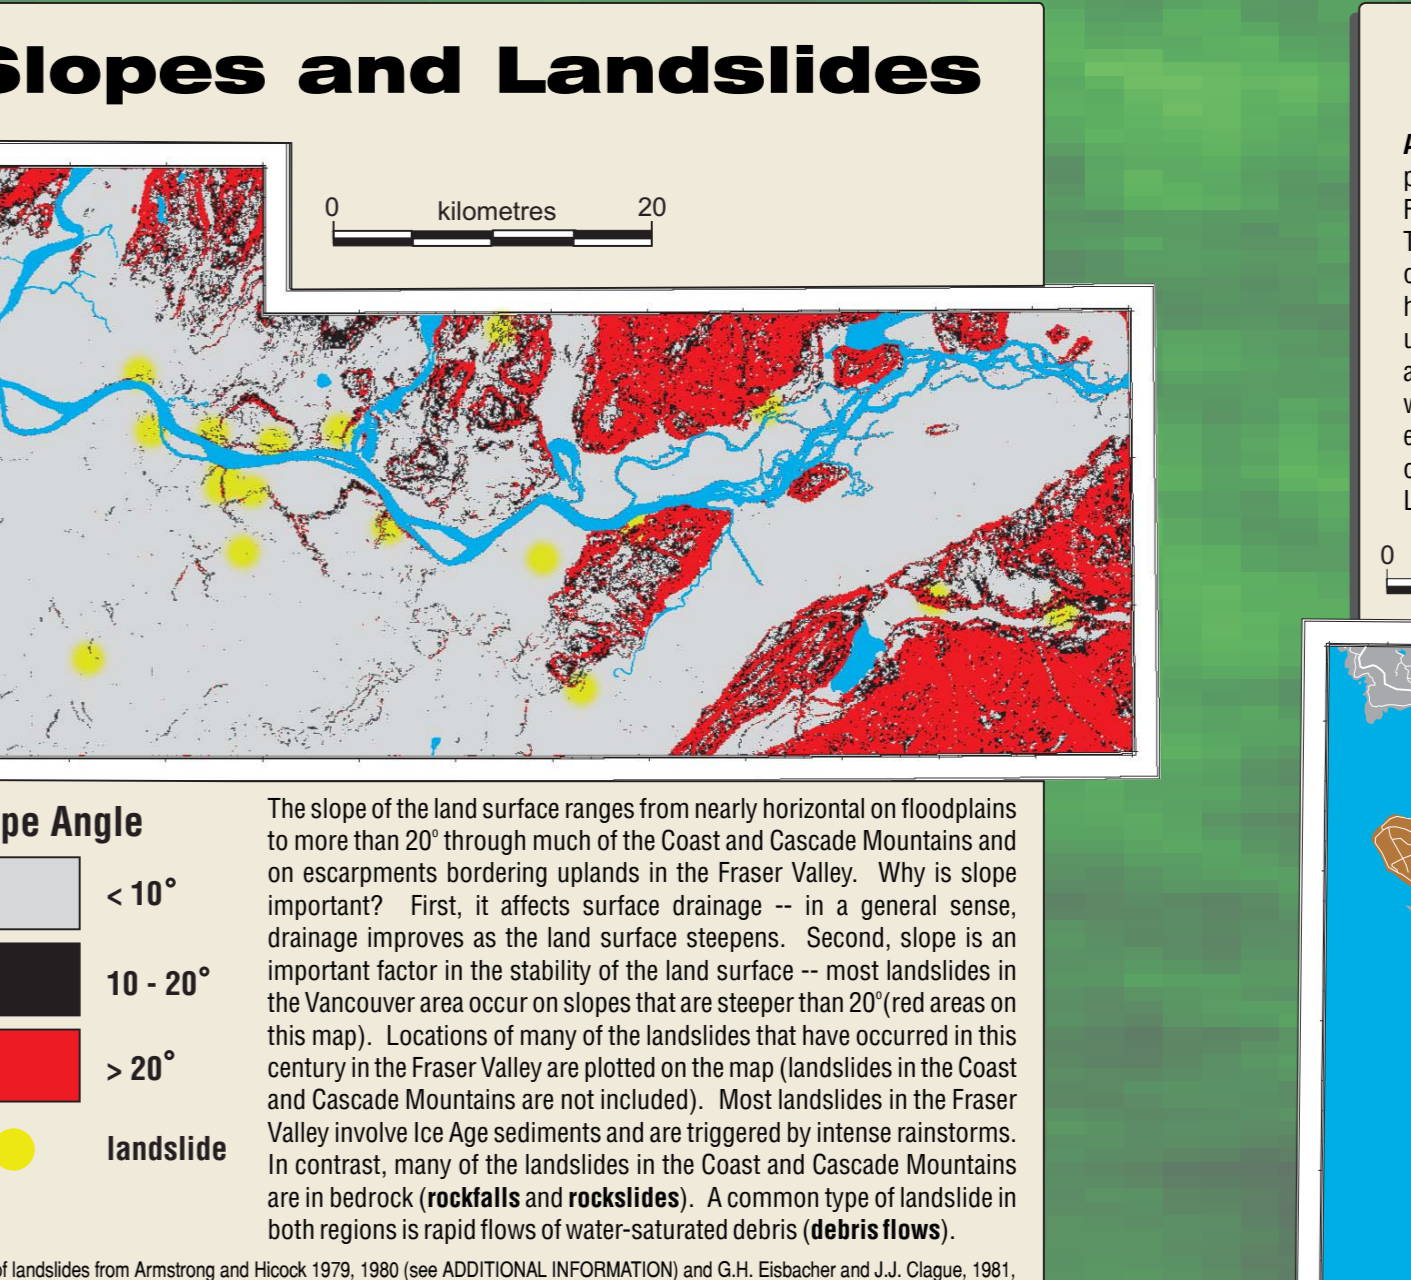 Slopes and Landslides
0 kilometres 20
pe Angle
< 10°
10 - 20°
> 20°
landslide
The slope of the land surface ranges from nearly horizontal on floodplains
to more than 20° through much of the Coast and Cascade Mountains and
on escarpments bordering uplands in the Fraser Valley. Why is slope
important? First, it affects surface drainage -- in a general sense,
drainage improves as the land surface steepens. Second, slope is an
important factor in the stability of the land surface -- most landslides in
the Vancouver area occur on slopes that are steeper than 20°(red areas on
this map). Locations of many of the landslides that have occurred in this
century in the Fraser Valley are plotted on the map (landslides in the Coast
and Cascade Mountains are not included). Most landslides in the Fraser
Valley involve Ice Age sediments and are triggered by intense rainstorms.
In contrast, many of the landslides in the Coast and Cascade Mountains
are in bedrock (rockfalls and rockslides). A common type of landslide in
both regions is rapid flows of water-saturated debris (debris flows).
of landslides from Armstrong and Hicock 1979, 1980 (see ADDITIONAL INFORMATION) and G.H. Eisbacher and J.J. Clague, 1981,
0